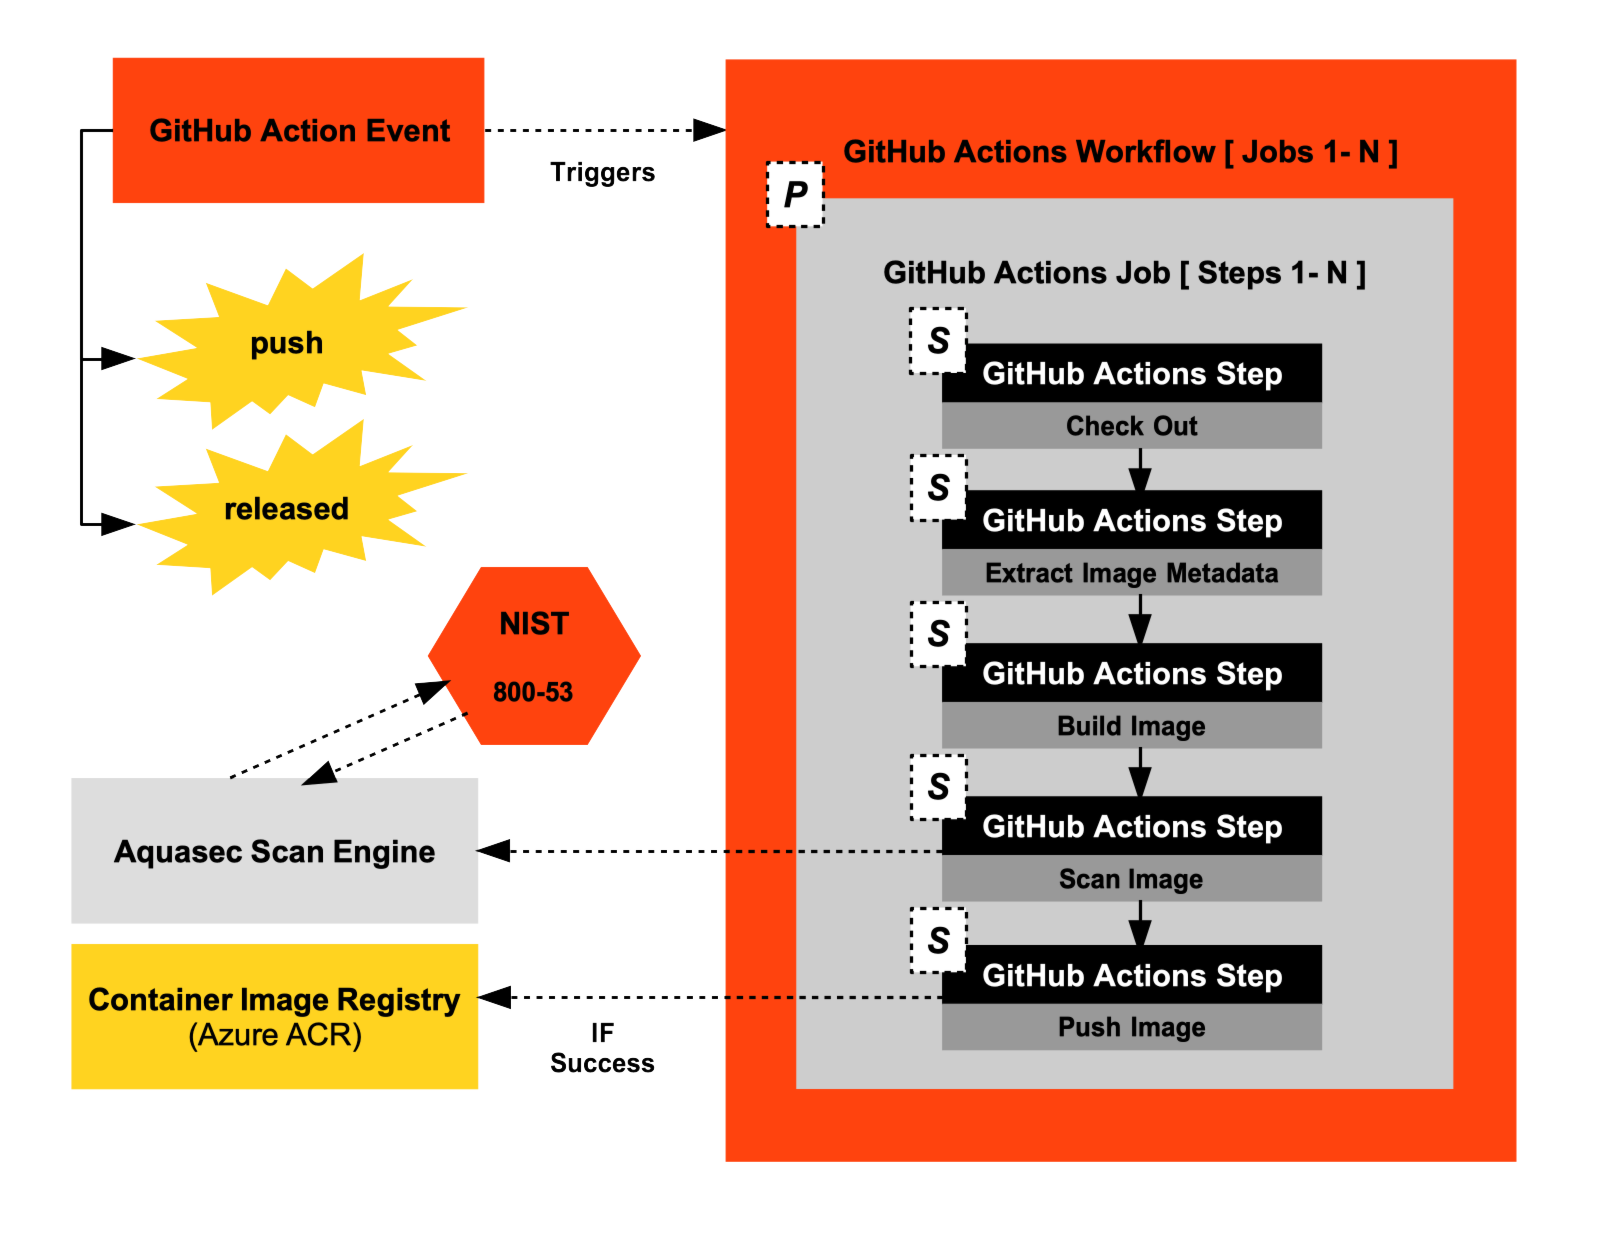 GitHub Action Event
Triggers
push
released
NIST
800-53
Aquasec Scan Engine
Container Image Registry
(Azure ACR)
IF
Success
GitHub Actions Workflow [ Jobs 1- N ]
P
GitHub Actions Job [ Steps 1- N ]
S
GitHub Actions Step
Check Out
S
GitHub Actions Step
Extract Image Metadata
S
GitHub Actions Step
Build Image
S
GitHub Actions Step
Scan Image
S
GitHub Actions Step
Push Image